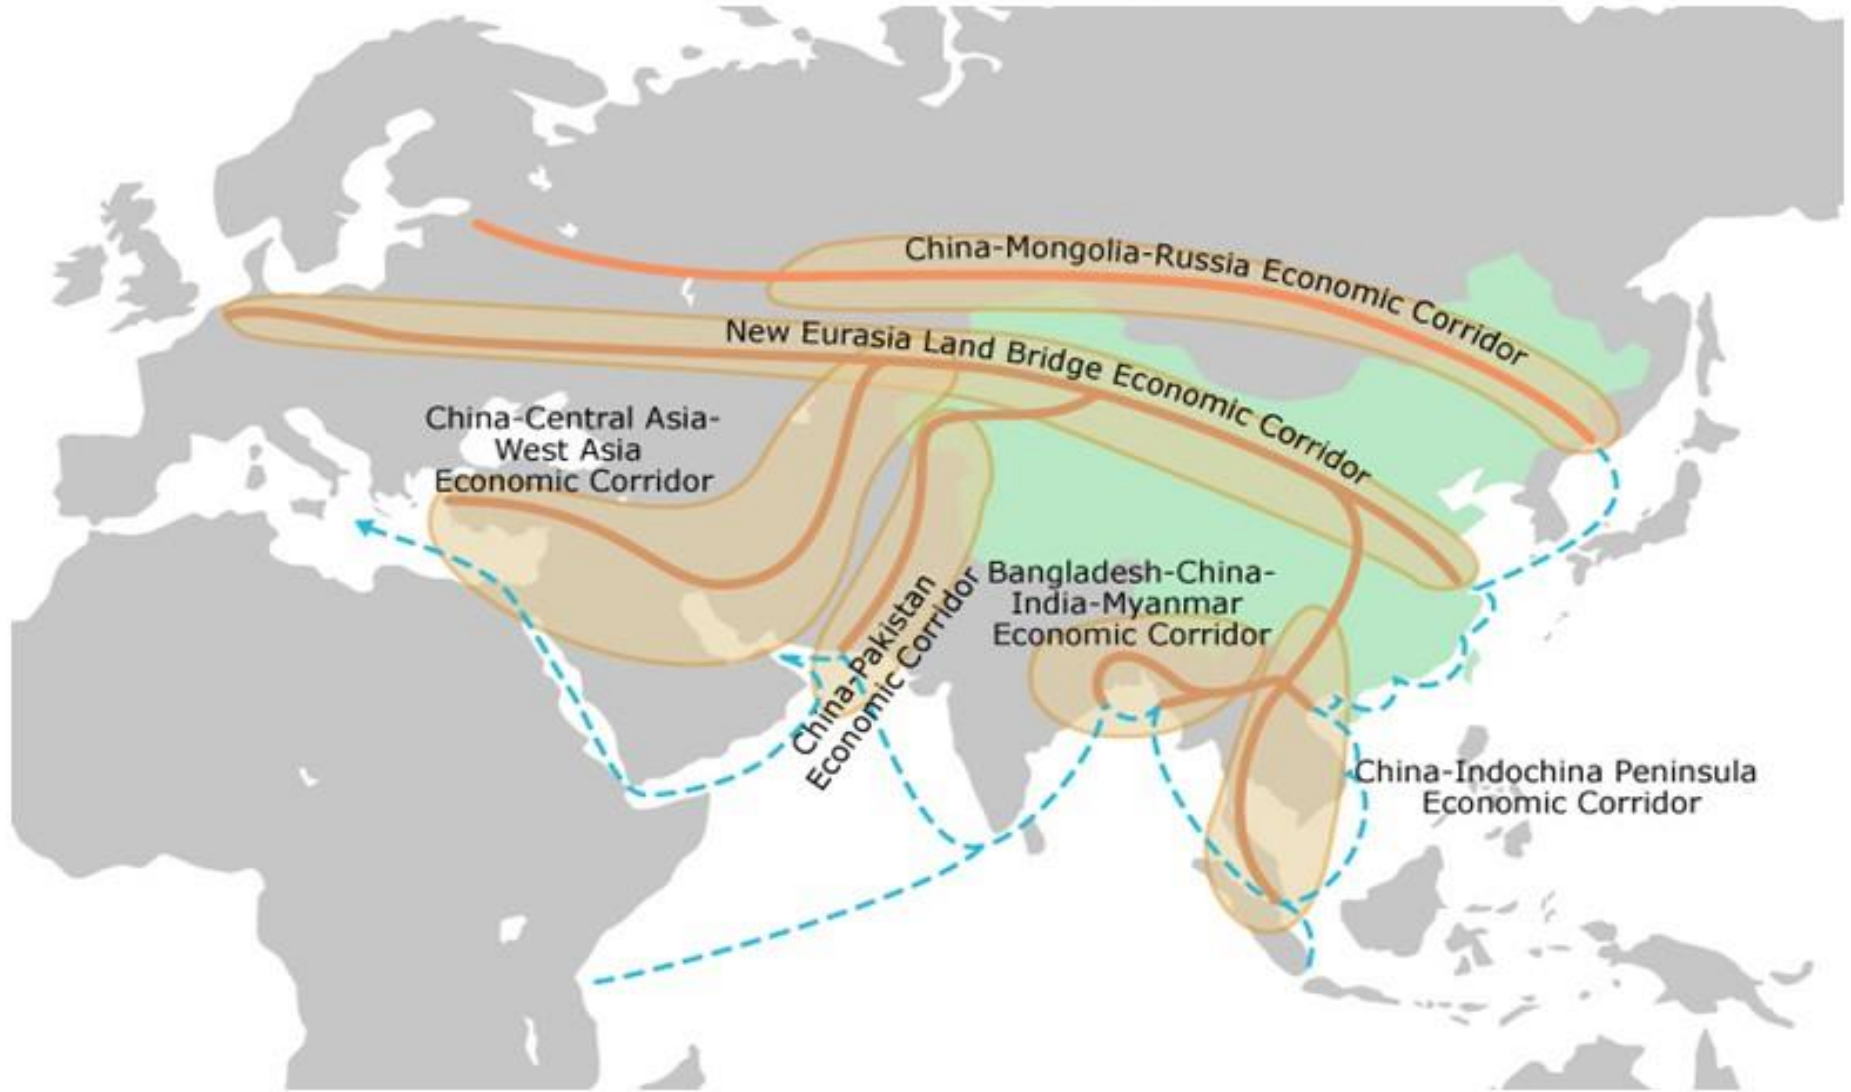 China-Mongolia-Russia Economic Corridor
New Eurasia Land Bridge Economic Corridor
China-Central Asia-
West Asia
Economic Corridor
China-Pakistan
Economic Corridor
Bangladesh-China-
India-Myanmar
Economic Corridor
China-Indochina Peninsula
Economic Corridor